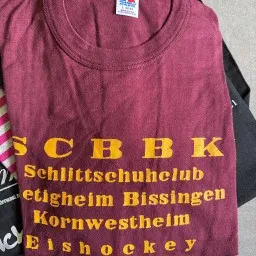 SCBBK
Schlittschuhclub
etigheim Bissingen
Kornwestheim
Eishockey